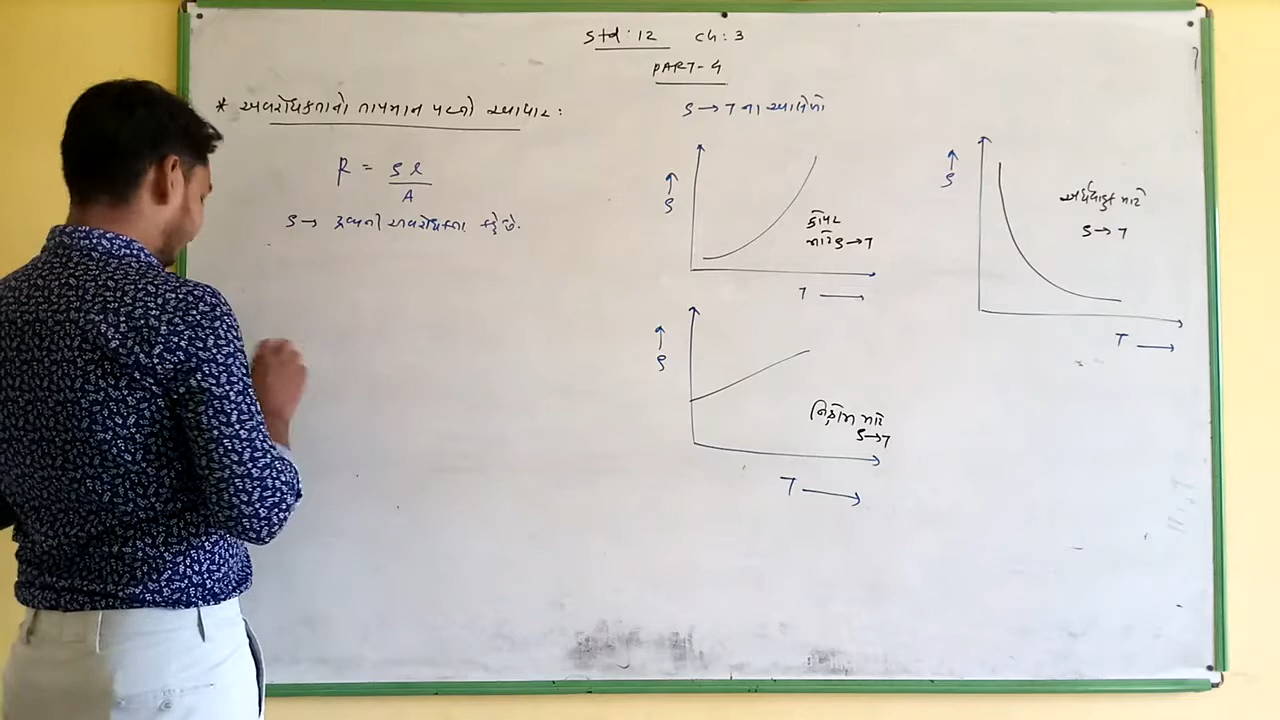 Std: 12 Ch: 3
PART-4
* અવરોધકતાનો તાપમાન પરનો આધાર:
R = ρl
A
ρ → દ્રવ્યની અવરોધકતા કહે છે.
ρ → T ના આલેખો
ρ
કોપર
માટે ρ → T
T
ρ
નિક્રોમ માટે
ρ → T
T
ρ
અર્ધવાહક માટે
ρ → T
T